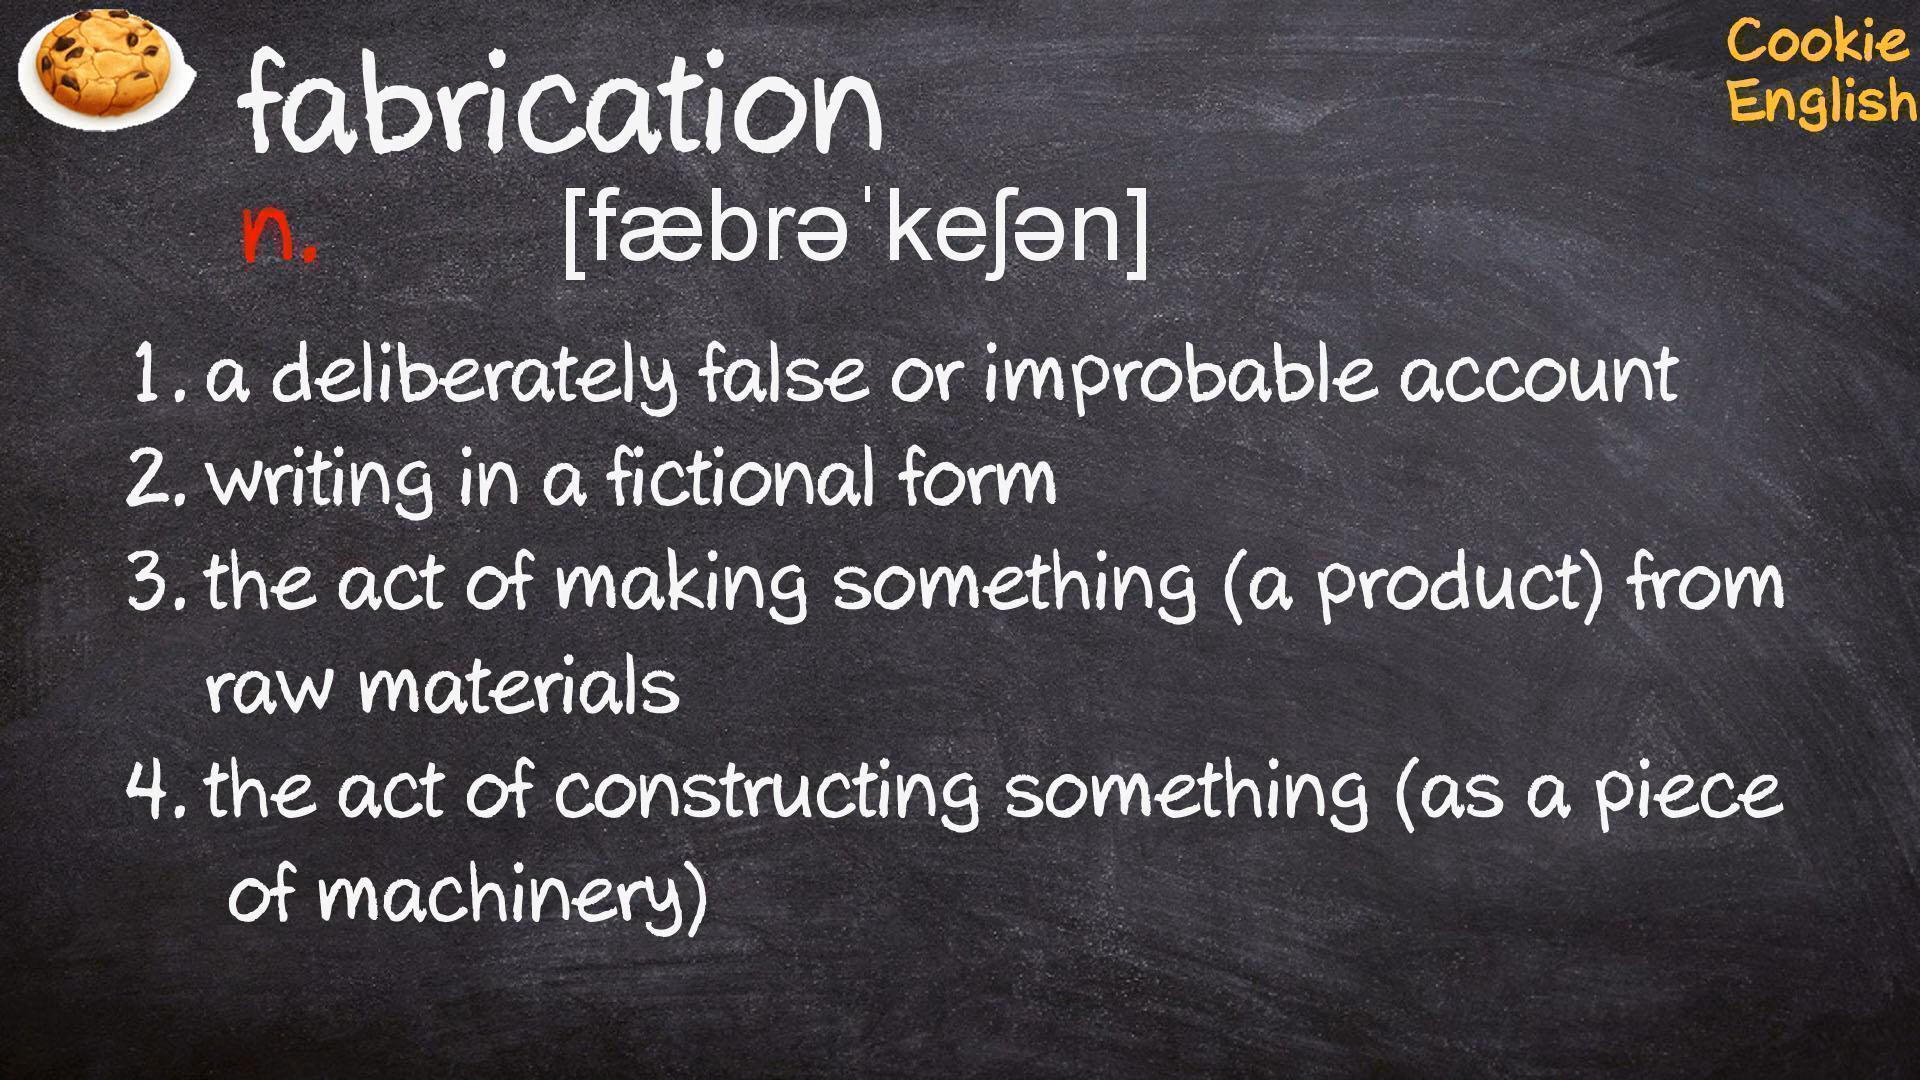 Cookie
English
fabrication
n. [fæbrəˈkeʃən]
1. a deliberately false or improbable account
2. writing in a fictional form
3. the act of making something (a product) from
raw materials
4. the act of constructing something (as a piece
of machinery)